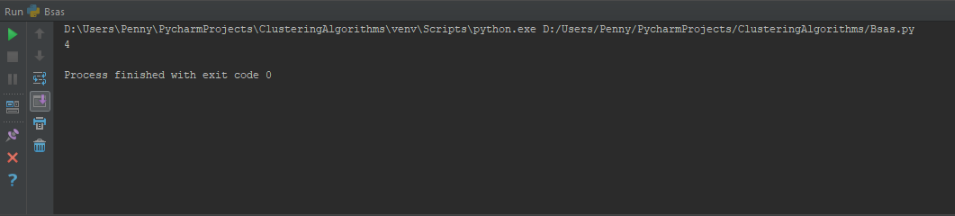 Run Bsas
D:\Users\Penny\PycharmProjects\ClusteringAlgorithms\venv\Scripts\python.exe D:/Users/Penny/PycharmProjects/ClusteringAlgorithms/Bsas.py
4
Process finished with exit code 0